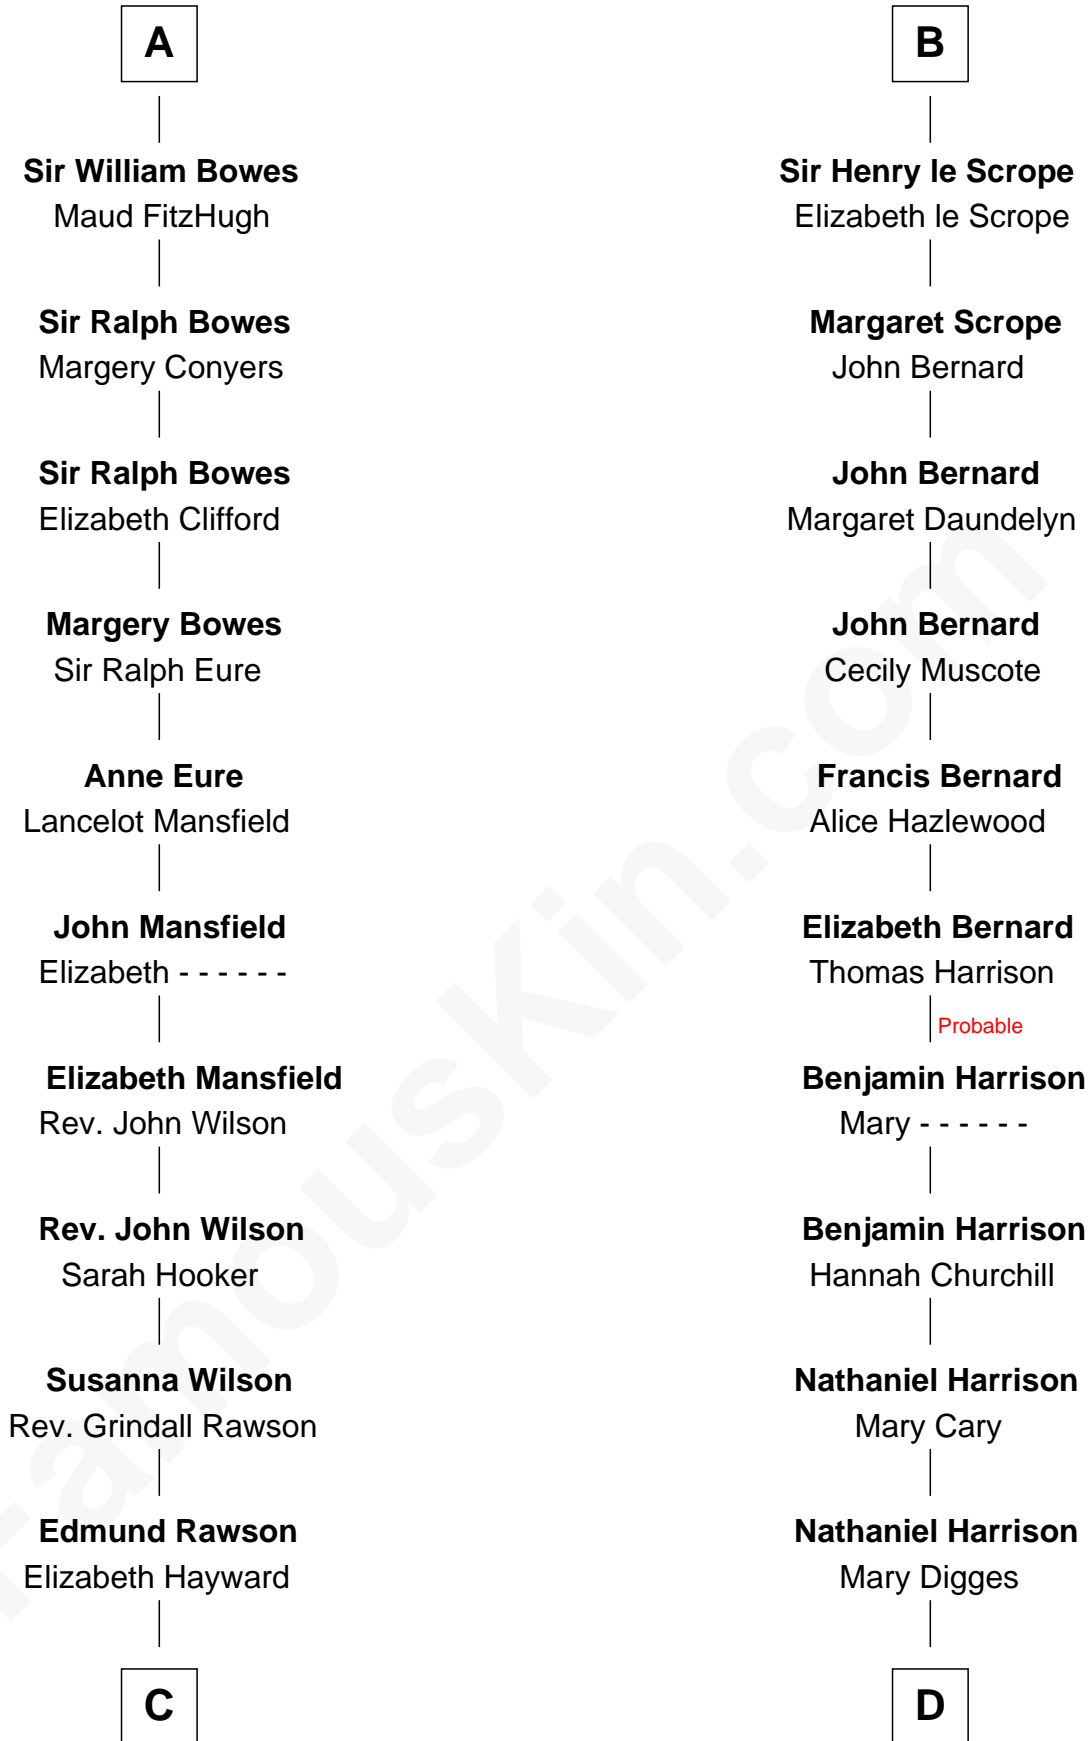 A
Sir William Bowes
Maud FitzHugh
Sir Ralph Bowes
Margery Conyers
Sir Ralph Bowes
Elizabeth Clifford
Margery Bowes
Sir Ralph Eure
Anne Eure
Lancelot Mansfield
John Mansfield
Elizabeth - - - - - -
Elizabeth Mansfield
Rev. John Wilson
Rev. John Wilson
Sarah Hooker
Susanna Wilson
Rev. Grindall Rawson
Edmund Rawson
Elizabeth Hayward
C
B
Sir Henry le Scrope
Elizabeth le Scrope
Margaret Scrope
John Bernard
John Bernard
Margaret Daundelyn
John Bernard
Cecily Muscote
Francis Bernard
Alice Hazlewood
Elizabeth Bernard
Thomas Harrison
Probable
Benjamin Harrison
Mary - - - - - -
Benjamin Harrison
Hannah Churchill
Nathaniel Harrison
Mary Cary
Nathaniel Harrison
Mary Digges
D
FamousKin.com